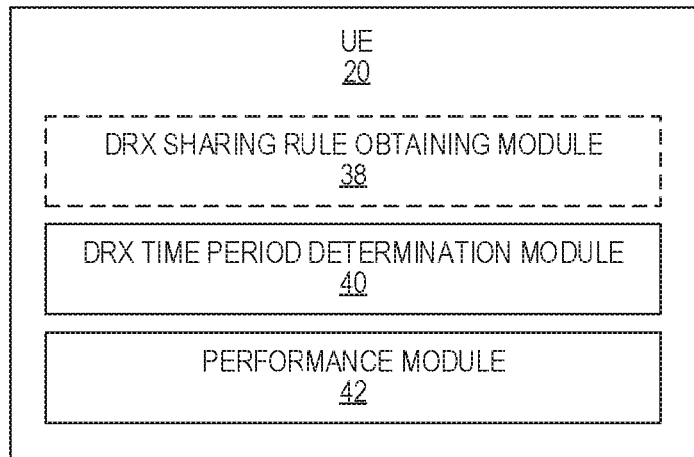 UE
20
DRX SHARING RULE OBTAINING MODULE
38
DRX TIME PERIOD DETERMINATION MODULE
40
PERFORMANCE MODULE
42